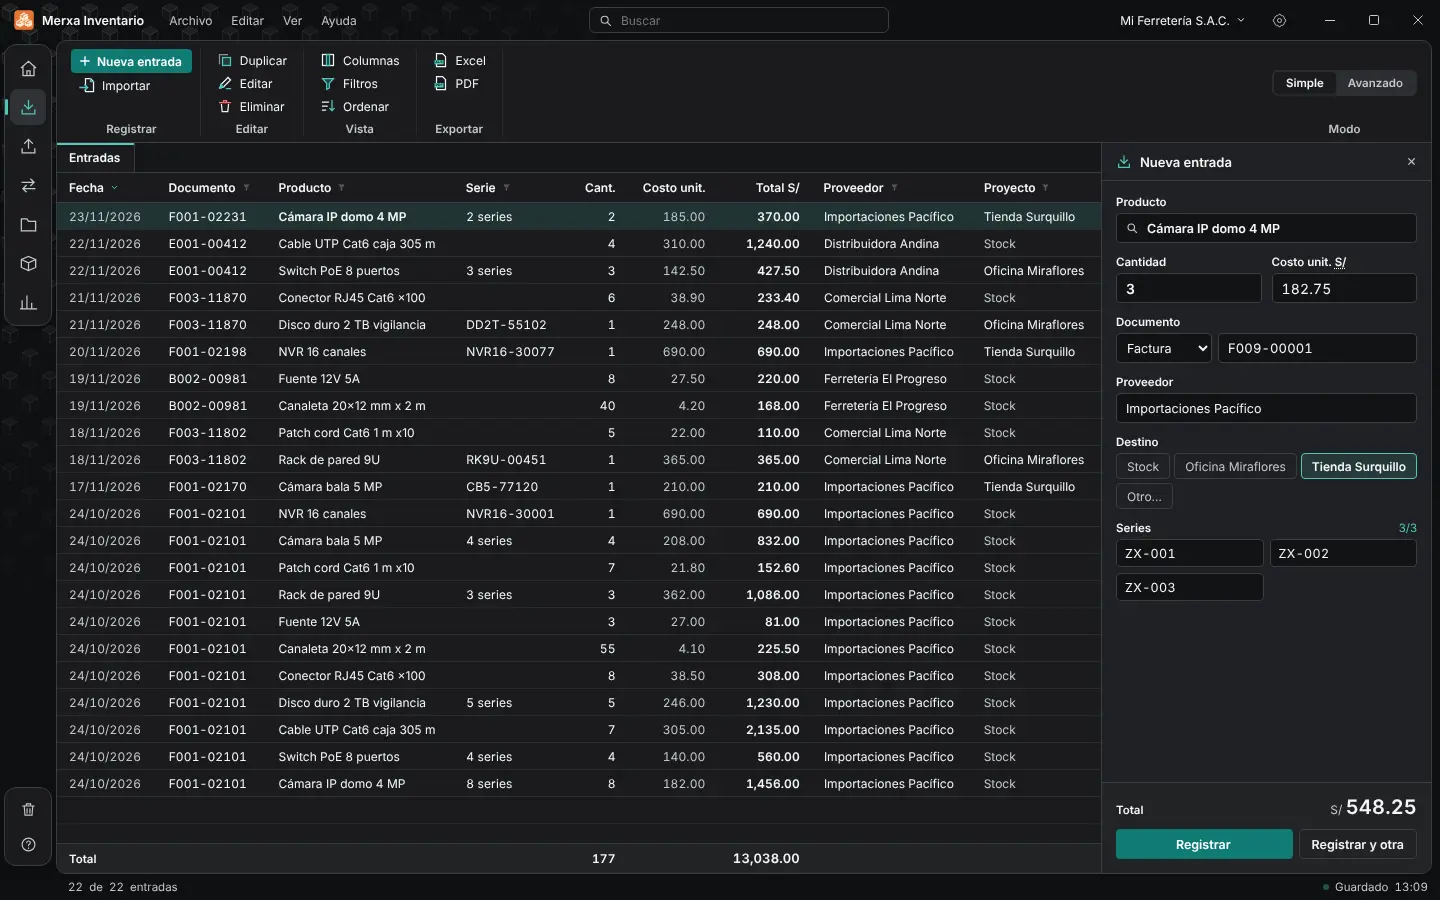 Merxa Inventario Archivo Editar Ver Ayuda Buscar Mi Ferretería S.A.C.
Nueva entrada Duplicar Columnas Excel
Importar Editar Filtros PDF Simple Avanzado
Eliminar Ordenar
Registrar Editar Vista Exportar Modo
Entradas
Fecha Documento Producto Serie Cant. Costo unit. Total S/ Proveedor Proyecto
23/11/2026 F001-02231 Cámara IP domo 4 MP 2 series 2 185.00 370.00 Importaciones Pacífico Tienda Surquillo
22/11/2026 E001-00412 Cable UTP Cat6 caja 305 m 4 310.00 1,240.00 Distribuidora Andina Stock
22/11/2026 E001-00412 Switch PoE 8 puertos 3 series 3 142.50 427.50 Distribuidora Andina Oficina Miraflores
21/11/2026 F003-11870 Conector RJ45 Cat6 ×100 6 38.90 233.40 Comercial Lima Norte Stock
21/11/2026 F003-11870 Disco duro 2 TB vigilancia DD2T-55102 1 248.00 248.00 Comercial Lima Norte Oficina Miraflores
20/11/2026 F001-02198 NVR 16 canales NVR16-30077 1 690.00 690.00 Importaciones Pacífico Tienda Surquillo
19/11/2026 B002-00981 Fuente 12V 5A 8 27.50 220.00 Ferretería El Progreso Stock
19/11/2026 B002-00981 Canaleta 20×12 mm x 2 m 40 4.20 168.00 Ferretería El Progreso Stock
18/11/2026 F003-11802 Patch cord Cat6 1 m x10 5 22.00 110.00 Comercial Lima Norte Stock
18/11/2026 F003-11802 Rack de pared 9U RK9U-00451 1 365.00 365.00 Comercial Lima Norte Oficina Miraflores
17/11/2026 F001-02170 Cámara bala 5 MP CB5-77120 1 210.00 210.00 Importaciones Pacífico Tienda Surquillo
24/10/2026 F001-02101 NVR 16 canales NVR16-30001 1 690.00 690.00 Importaciones Pacífico Stock
24/10/2026 F001-02101 Cámara bala 5 MP 4 series 4 208.00 832.00 Importaciones Pacífico Stock
24/10/2026 F001-02101 Patch cord Cat6 1 m x10 7 21.80 152.60 Importaciones Pacífico Stock
24/10/2026 F001-02101 Rack de pared 9U 3 series 3 362.00 1,086.00 Importaciones Pacífico Stock
24/10/2026 F001-02101 Fuente 12V 5A 3 27.00 81.00 Importaciones Pacífico Stock
24/10/2026 F001-02101 Canaleta 20×12 mm x 2 m 55 4.10 225.50 Importaciones Pacífico Stock
24/10/2026 F001-02101 Conector RJ45 Cat6 ×100 8 38.50 308.00 Importaciones Pacífico Stock
24/10/2026 F001-02101 Disco duro 2 TB vigilancia 5 series 5 246.00 1,230.00 Importaciones Pacífico Stock
24/10/2026 F001-02101 Cable UTP Cat6 caja 305 m 7 305.00 2,135.00 Importaciones Pacífico Stock
24/10/2026 F001-02101 Switch PoE 8 puertos 4 series 4 140.00 560.00 Importaciones Pacífico Stock
24/10/2026 F001-02101 Cámara IP domo 4 MP 8 series 8 182.00 1,456.00 Importaciones Pacífico Stock
Total 177 13,038.00
22 de 22 entradas
Nueva entrada
Producto
Cámara IP domo 4 MP
Cantidad Costo unit. S/
3 182.75
Documento
Factura F009-00001
Proveedor
Importaciones Pacífico
Destino
Stock Oficina Miraflores Tienda Surquillo
Otro...
Series 3/3
ZX-001 ZX-002
ZX-003
Total S/ 548.25
Registrar Registrar y otra
Guardado 13:09